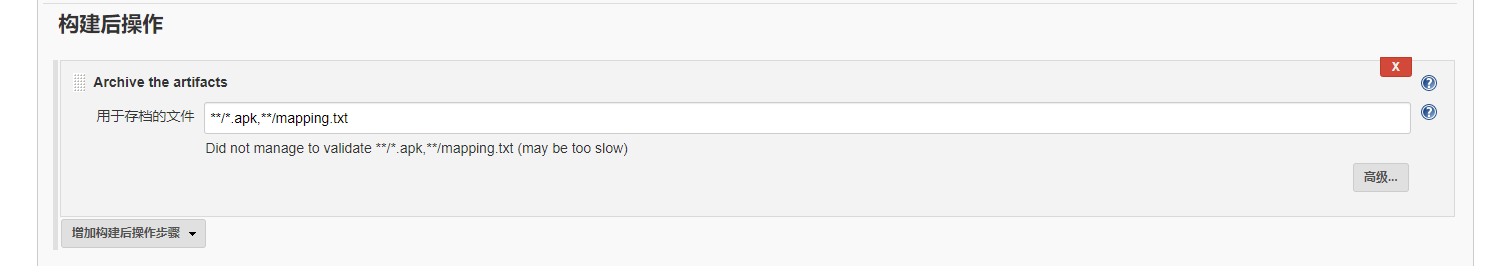 构建后操作
Archive the artifacts
X
用于存档的文件 **/*.apk,**/mapping.txt
Did not manage to validate **/*.apk,**/mapping.txt (may be too slow)
高级...
增加构建后操作步骤